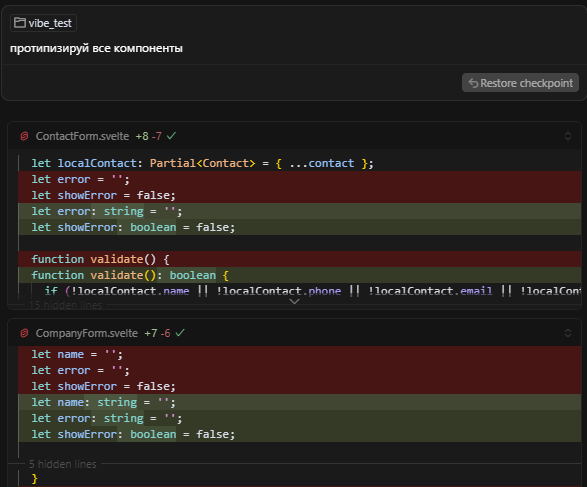 vibe_test
протипизируй все компоненты
Restore checkpoint
ContactForm.svelte +8 -7
let localContact: Partial<Contact> = { ...contact };
let error = '';
let showError = false;
let error: string = '';
let showError: boolean = false;
function validate() {
function validate(): boolean {
if (!localContact.name || !localContact.phone || !localContact.email || !localCont
15 hidden lines
CompanyForm.svelte +7 -6
let name = '';
let error = '';
let showError = false;
let name: string = '';
let error: string = '';
let showError: boolean = false;
5 hidden lines
}